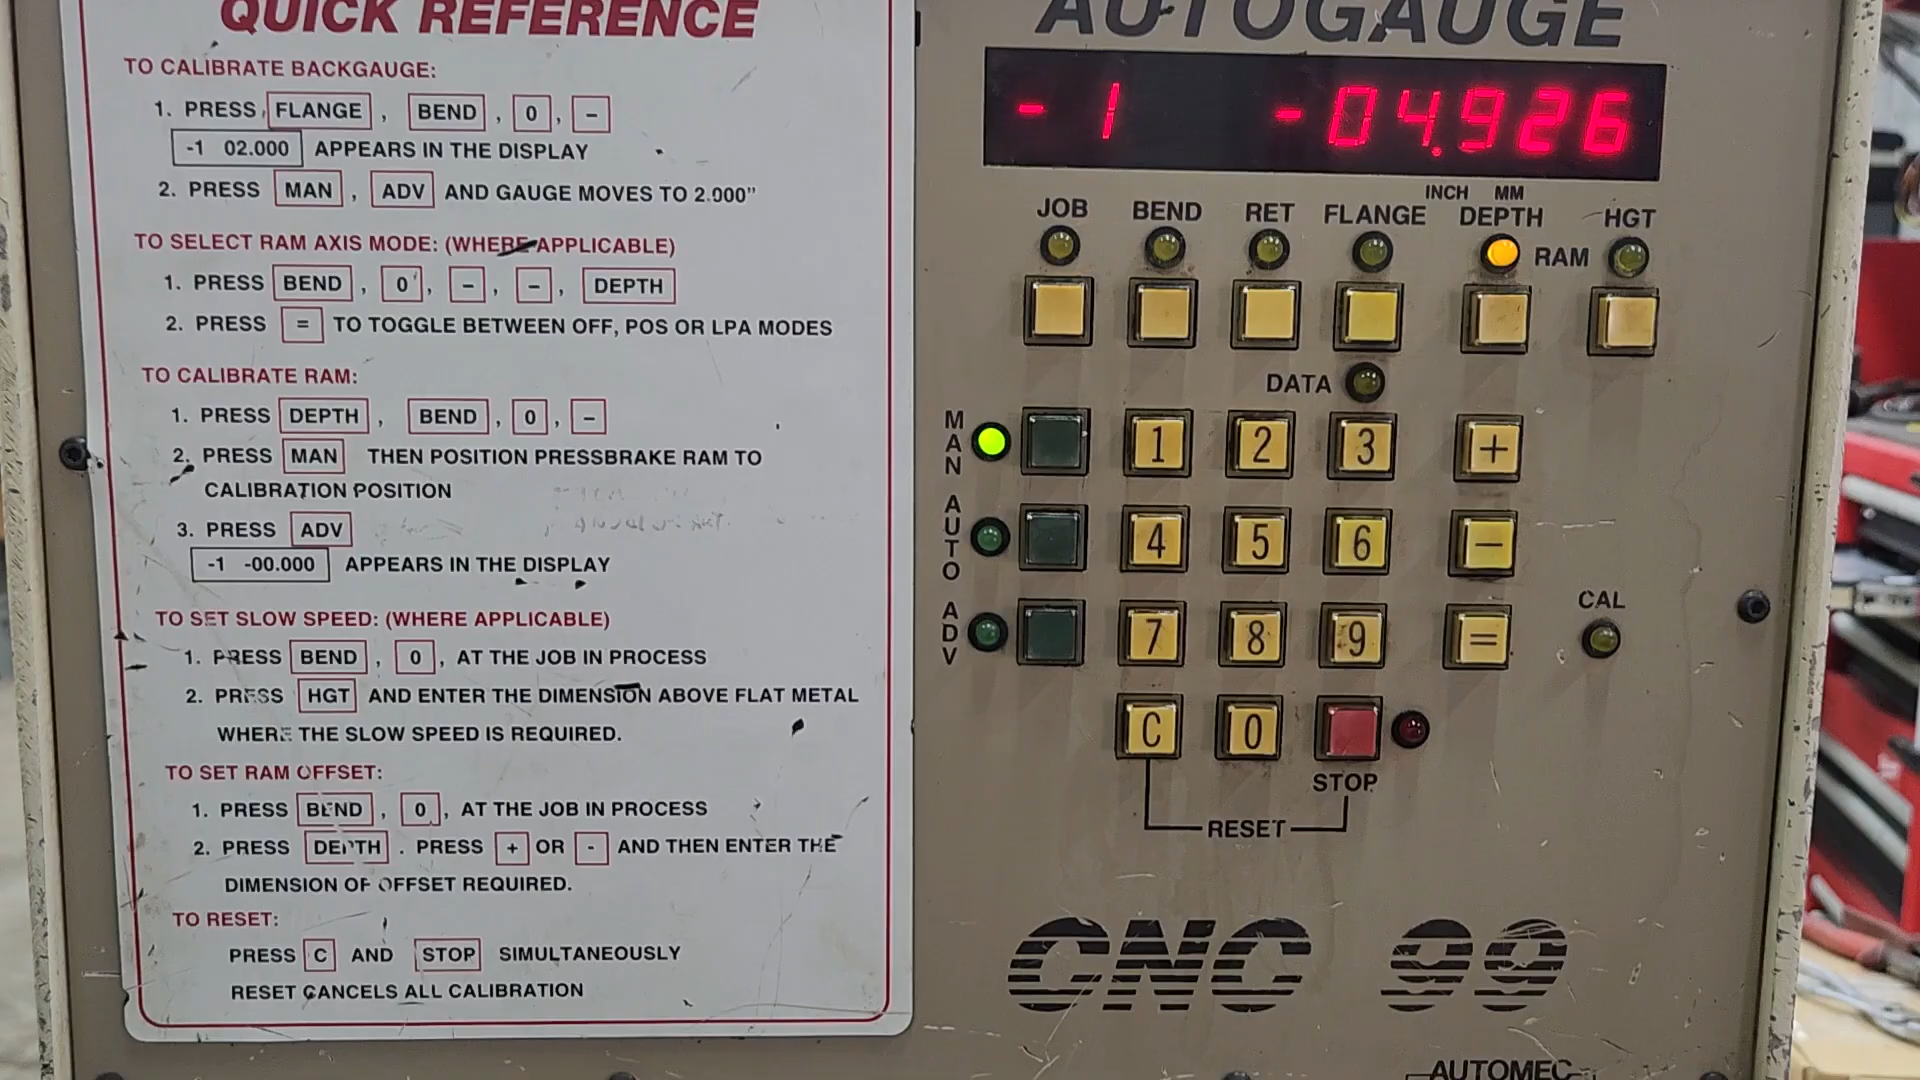 QUICK REFERENCE
TO CALIBRATE BACKGAUGE:
1. PRESS, FLANGE , BEND , 0 , –
-1 02.000 APPEARS IN THE DISPLAY
2. PRESS MAN , ADV AND GAUGE MOVES TO 2.000"
TO SELECT RAM AXIS MODE: (WHERE APPLICABLE)
1. PRESS BEND , 0 , – , – , DEPTH
2. PRESS = TO TOGGLE BETWEEN OFF, POS OR LPA MODES
TO CALIBRATE RAM:
1. PRESS DEPTH , BEND , 0 , –
2. PRESS MAN THEN POSITION PRESSBRAKE RAM TO
CALIBRATION POSITION
3. PRESS ADV
-1 -00.000 APPEARS IN THE DISPLAY
TO SET SLOW SPEED: (WHERE APPLICABLE)
1. PRESS BEND , 0 , AT THE JOB IN PROCESS
2. PRESS HGT AND ENTER THE DIMENSION ABOVE FLAT METAL
WHERE THE SLOW SPEED IS REQUIRED.
TO SET RAM OFFSET:
1. PRESS BEND , 0 , AT THE JOB IN PROCESS
2. PRESS DEPTH . PRESS + OR - AND THEN ENTER THE
DIMENSION OF OFFSET REQUIRED.
TO RESET:
PRESS C AND STOP SIMULTANEOUSLY
RESET CANCELS ALL CALIBRATION
AUTOGAUGE
-1 -04.926
INCH MM
JOB BEND RET FLANGE DEPTH HGT
RAM
DATA
MAN 1 2 3 +
AUTO 4 5 6 –
CAL
ADV 7 8 9 =
C 0
STOP
RESET
CNC 99
AUTOMEC